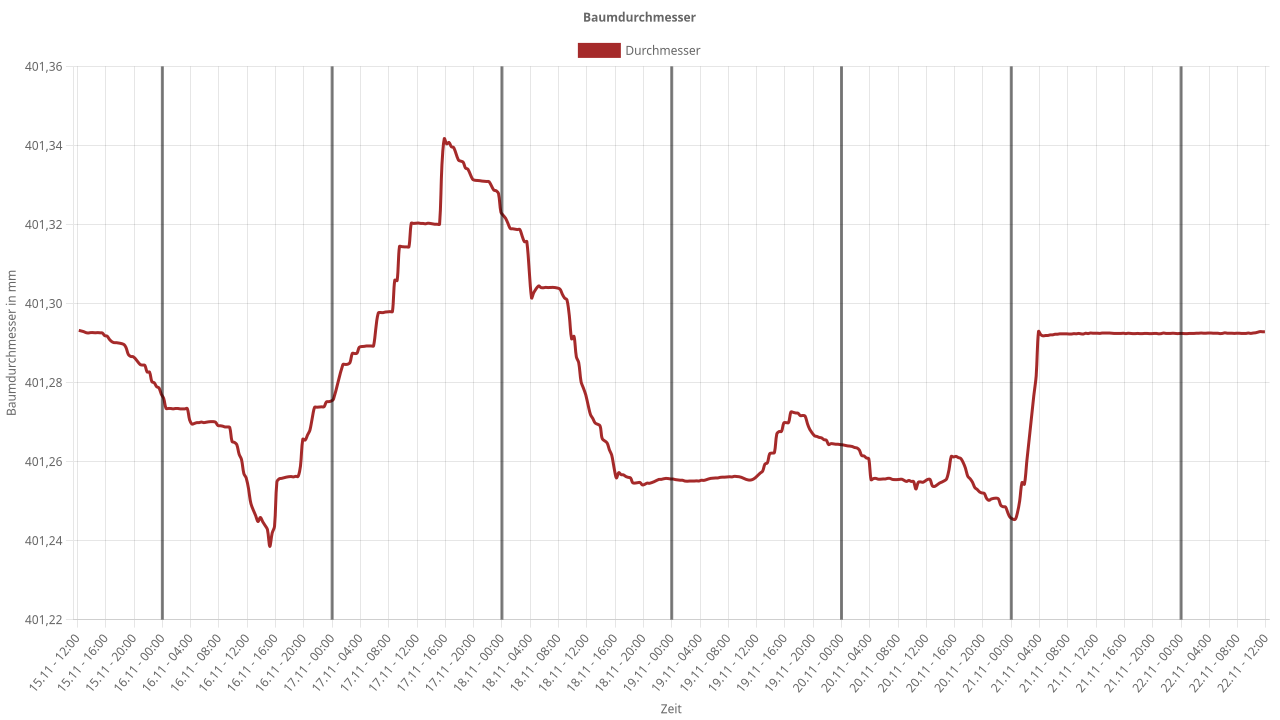 Baumdurchmesser
Durchmesser
401,36
401,34
401,32
401,30
401,28
401,26
401,24
401,22
Baumdurchmesser in mm
15.11 - 12:00
15.11 - 16:00
15.11 - 20:00
16.11 - 00:00
16.11 - 04:00
16.11 - 08:00
16.11 - 12:00
16.11 - 16:00
16.11 - 20:00
17.11 - 00:00
17.11 - 04:00
17.11 - 08:00
17.11 - 12:00
17.11 - 16:00
17.11 - 20:00
18.11 - 00:00
18.11 - 04:00
18.11 - 08:00
18.11 - 12:00
18.11 - 16:00
18.11 - 20:00
19.11 - 00:00
19.11 - 04:00
19.11 - 08:00
19.11 - 12:00
19.11 - 16:00
19.11 - 20:00
20.11 - 00:00
20.11 - 04:00
20.11 - 08:00
20.11 - 12:00
20.11 - 16:00
20.11 - 20:00
21.11 - 00:00
21.11 - 04:00
21.11 - 08:00
21.11 - 12:00
21.11 - 16:00
21.11 - 20:00
22.11 - 00:00
22.11 - 04:00
22.11 - 08:00
22.11 - 12:00
Zeit